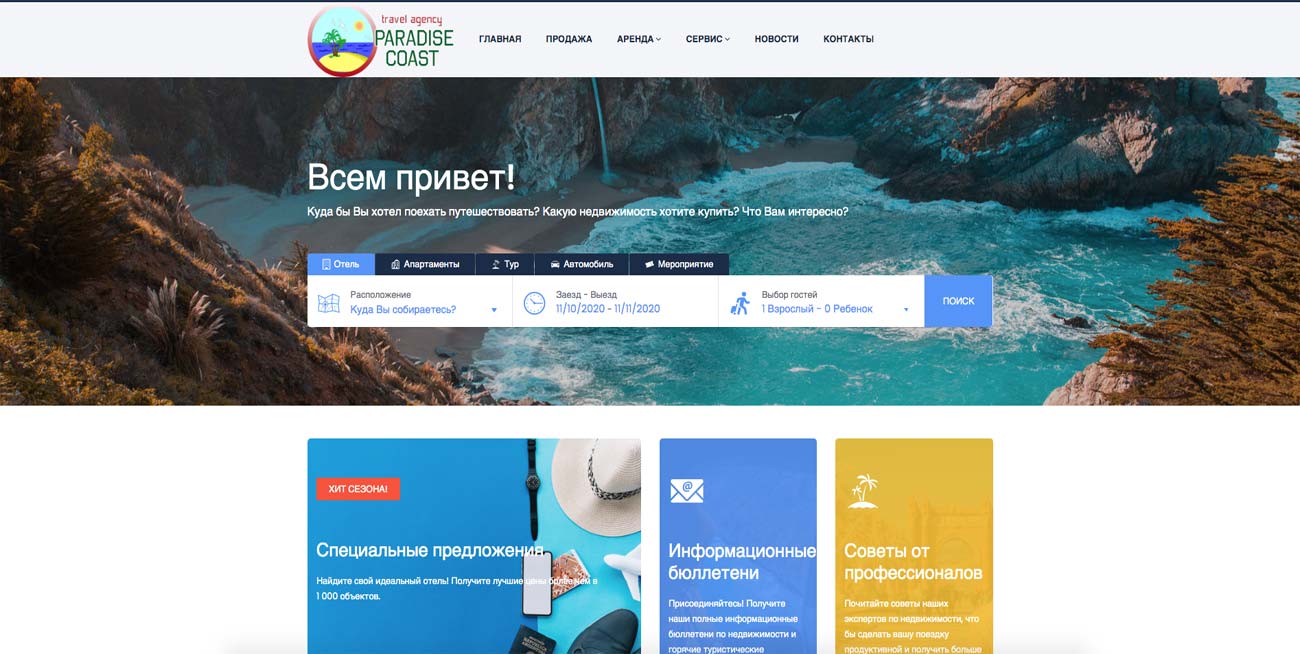 travel agency
PARADISE
COAST
ГЛАВНАЯ ПРОДАЖА АРЕНДА СЕРВИС НОВОСТИ КОНТАКТЫ
Всем привет!
Куда бы Вы хотел поехать путешествовать? Какую недвижимость хотите купить? Что Вам интересно?
Отель Апартаменты Тур Автомобиль Мероприятие
Расположение
Куда Вы собираетесь?
Заезд - Выезд
11/10/2020 - 11/11/2020
Выбор гостей
1 Взрослый - 0 Ребенок
ПОИСК
ХИТ СЕЗОНА!
Специальные предложения
Найдите свой идеальный отель! Получите лучшие цены более чем в
1 000 объектов.
Информационные
бюллетени
Присоединяйтесь! Получите
наши полные информационные
бюллетени по недвижимости и
горячие туристические
Советы от
профессионалов
Почитайте советы наших
экспертов по недвижимости, что
бы сделать вашу поездку
продуктивной и получить больше